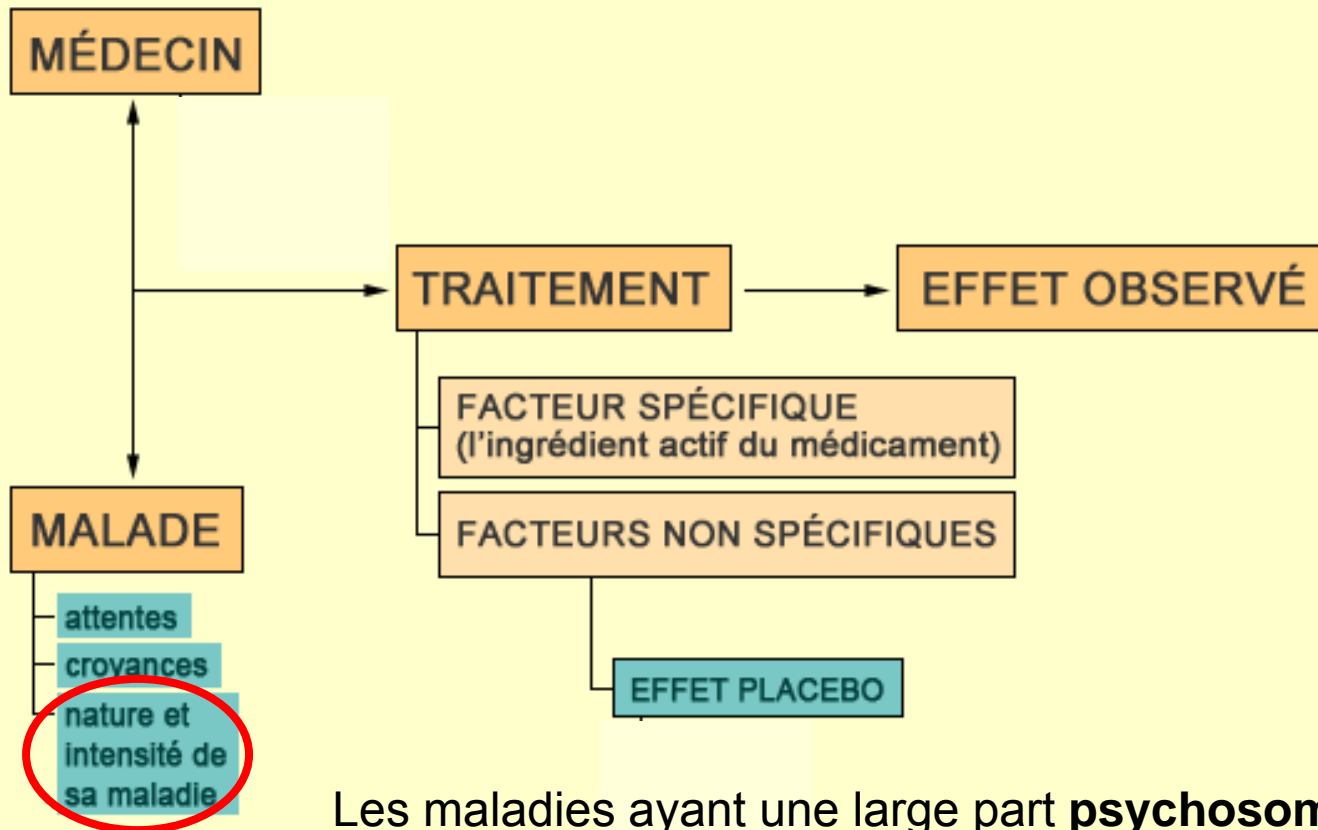 MÉDECIN
TRAITEMENT
EFFET OBSERVÉ
FACTEUR SPÉCIFIQUE
(l'ingrédient actif du médicament)
FACTEURS NON SPÉCIFIQUES
EFFET PLACEBO
MALADE
attentes
croyances
nature et
intensité de
sa maladie
Les maladies ayant une large part psychosom